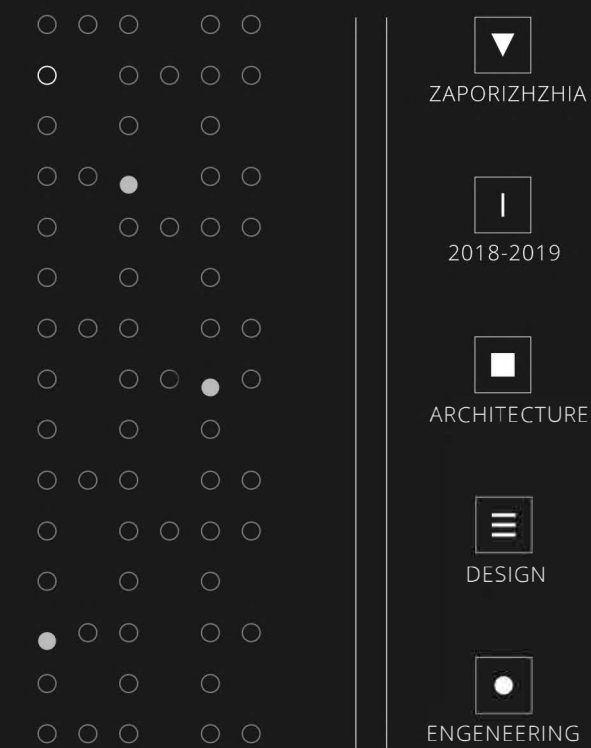 ZAPORIZHZHIA
2018-2019
ARCHITECTURE
DESIGN
ENGENEERING